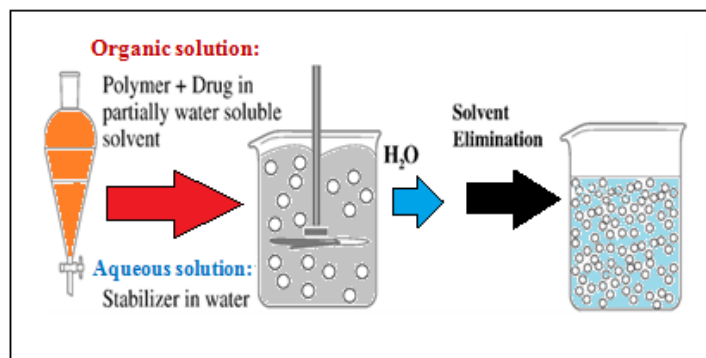 Organic solution:
Polymer + Drug in
partially water soluble
solvent
Aqueous solution:
Stabilizer in water
H₂O
Solvent
Elimination